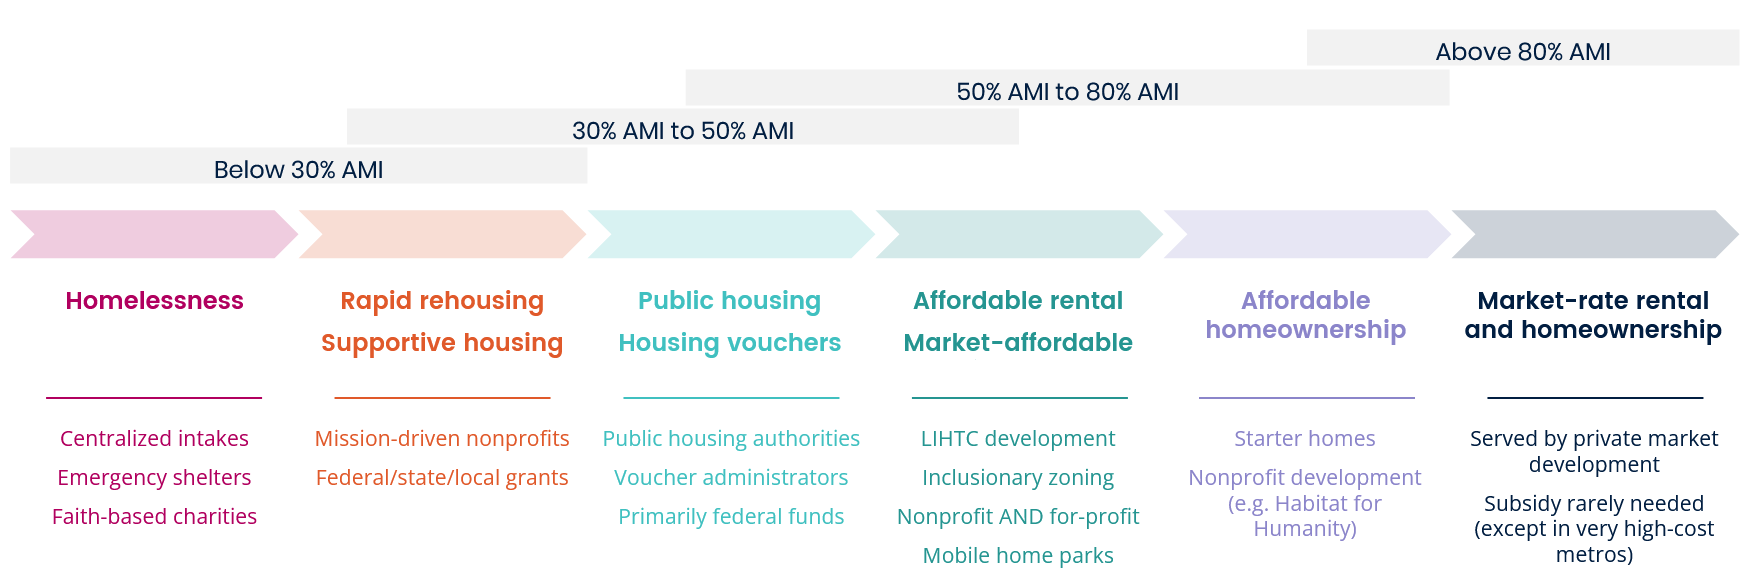 Above 80% AMI
50% AMI to 80% AMI
30% AMI to 50% AMI
Below 30% AMI
Homelessness
Centralized intakes
Emergency shelters
Faith-based charities
Rapid rehousing
Supportive housing
Mission-driven nonprofits
Federal/state/local grants
Public housing
Housing vouchers
Public housing authorities
Voucher administrators
Primarily federal funds
Affordable rental
Market-affordable
LIHTC development
Inclusionary zoning
Nonprofit AND for-profit
Mobile home parks
Affordable
homeownership
Starter homes
Nonprofit development
(e.g. Habitat for
Humanity)
Market-rate rental
and homeownership
Served by private market
development
Subsidy rarely needed
(except in very high-cost
metros)